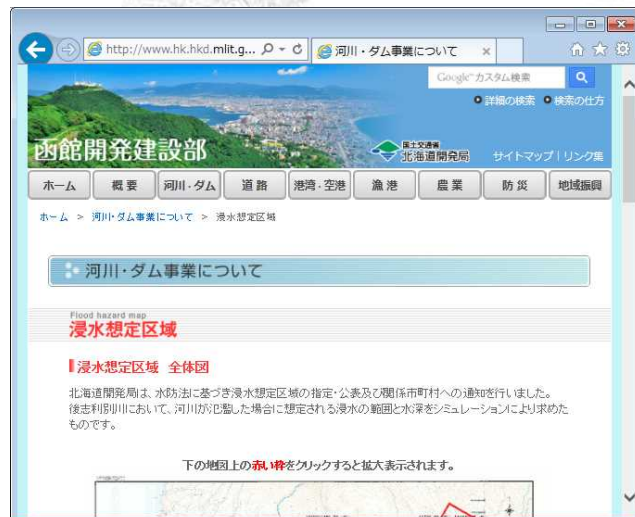 http://www.hk.hkd.mlit.g...
河川・ダム事業について
Google カスタム検索
詳細の検索 検索の仕方
函館開発建設部
国土交通省
北海道開発局
サイトマップ | リンク集
ホーム 概要 河川・ダム 道路 港湾・空港 漁港 農業 防災 地域振興
ホーム > 河川・ダム事業について > 浸水想定区域
河川・ダム事業について
Flood hazard map
浸水想定区域
浸水想定区域 全体図
北海道開発局は、水防法に基づき浸水想定区域の指定・公表及び関係市町村への通知を行いました。
後志利別川において、河川が氾濫した場合に想定される浸水の範囲と水深をシミュレーションにより求めた
ものです。
下の地図上の赤い枠をクリックすると拡大表示されます。